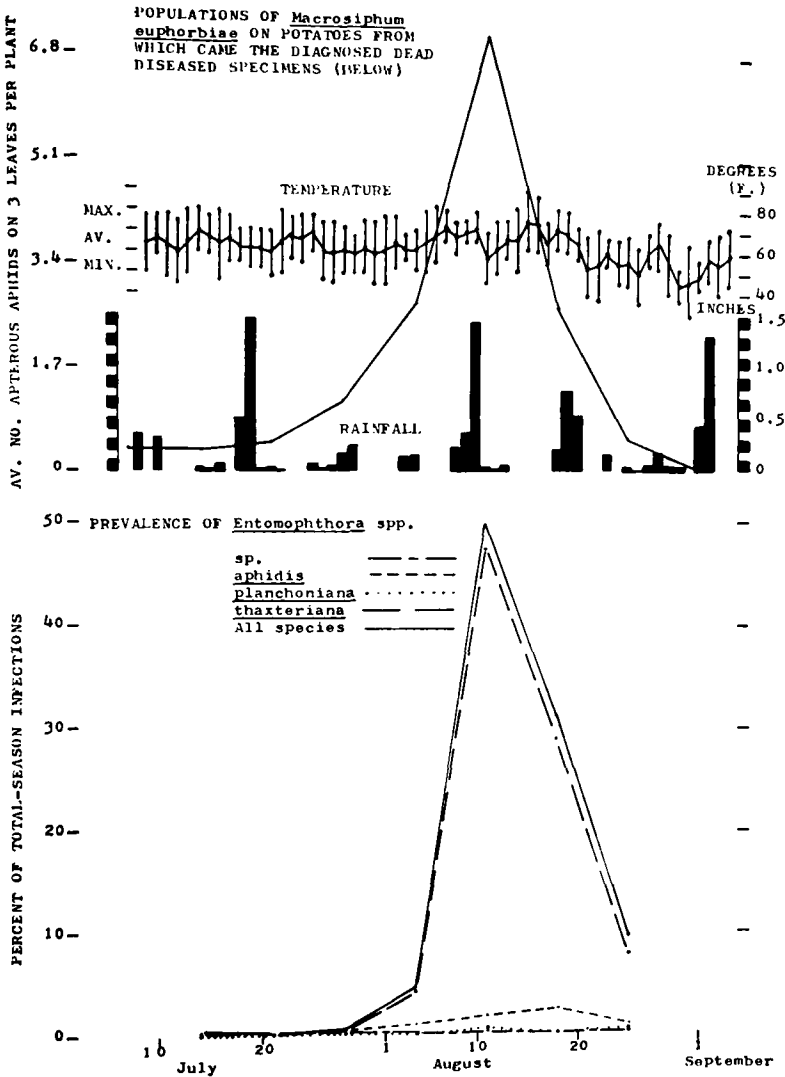 POPULATIONS OF Macrosiphum
euphorbiae ON POTATOES FROM
WHICH CAME THE DIAGNOSED DEAD
DISEASED SPECIMENS (BELOW)
AV. NO. APTEROUS APHIDS ON 3 LEAVES PER PLANT
6.8
5.1
3.4
1.7
0
TEMPERATURE
MAX.
AV.
MIN.
DEGREES
(F.)
80
60
40
INCHES
1.5
1.0
0.5
0
RAINFALL
PREVALENCE OF Entomophthora spp.
sp.
aphidis
planchoniana
thaxteriana
All species
PERCENT OF TOTAL-SEASON INFECTIONS
50
40
30
20
10
0
10 20 1 10 20 1
July August September